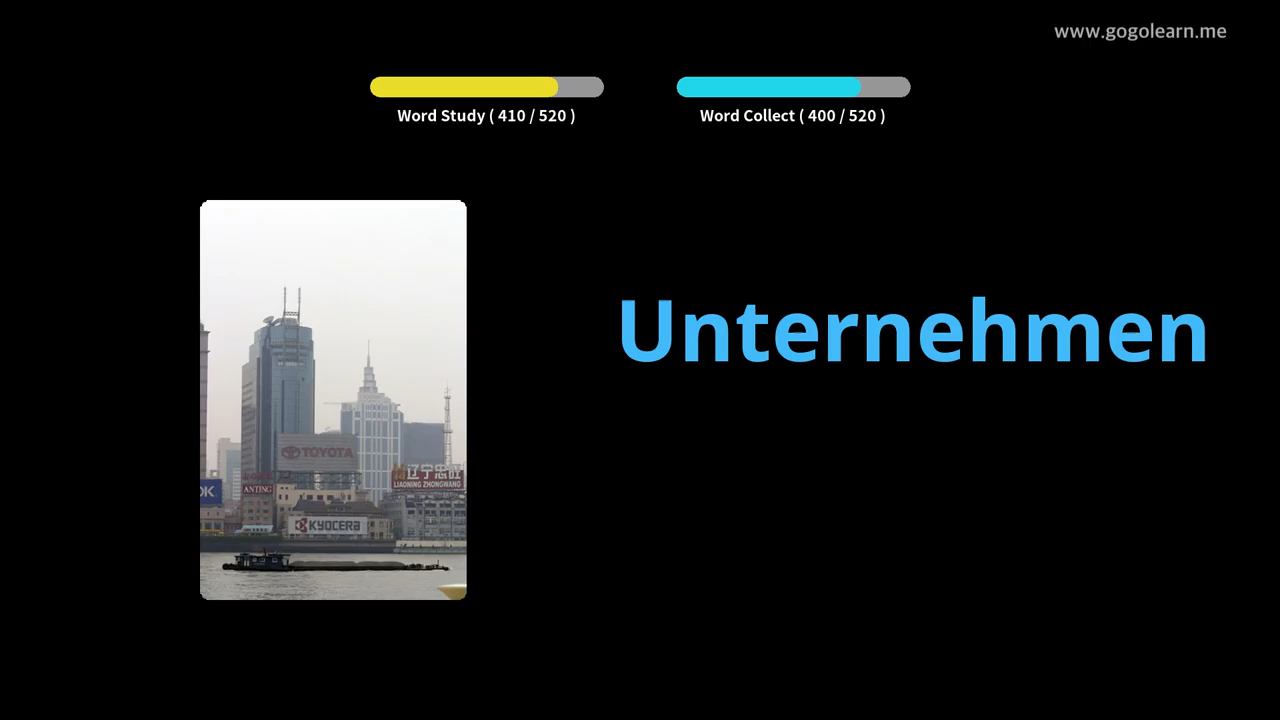 www.gogolearn.me
Word Study ( 410 / 520 )
Word Collect ( 400 / 520 )
Unternehmen
TOYOTA
辽宁忠旺
LIAONING ZHONGWANG
ANTING
KYOCERA